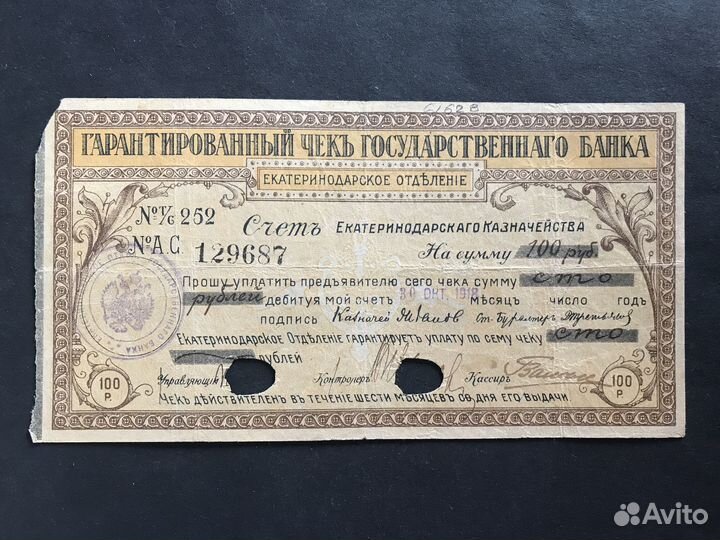 61628
ГАРАНТИРОВАННЫЙ ЧЕКЪ ГОСУДАРСТВЕННАГО БАНКА
ЕКАТЕРИНОДАРСКОЕ ОТДѢЛЕНІЕ
№ Т/б 252 Счетъ ЕКАТЕРИНОДАРСКАГО КАЗНАЧЕЙСТВА
№ А.С. 129687 На сумму 100 руб.
Прошу уплатить предъявителю сего чека сумму сто
рублей дебитуя мой счетъ 30 ОКТ. 1918 мѣсяцъ число годъ
подпись Казначей
Екатеринодарское Отдѣленіе гарантируетъ уплату по сему чеку сто
рублей
Управляющій Контролеръ Кассиръ
100 Р. 100 Р.
ЧЕКЪ ДѢЙСТВИТЕЛЕНЪ ВЪ ТЕЧЕНІЕ ШЕСТИ МѢСЯЦЕВЪ СО ДНЯ ЕГО ВЫДАЧИ.
Avito